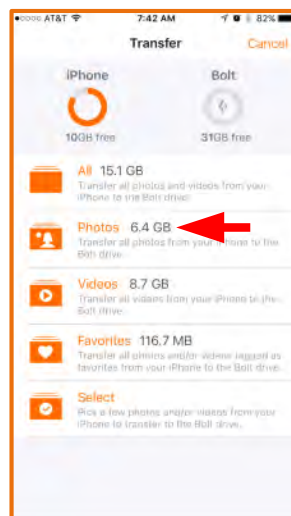 AT&T 7:42 AM 82%
Transfer Cancel
iPhone Bolt
10GB free 31GB free
All 15.1 GB
Transfer all photos and videos from your
iPhone to the Bolt drive.
Photos 6.4 GB
Transfer all photos from your iPhone to the
Bolt drive.
Videos 8.7 GB
Transfer all videos from your iPhone to the
Bolt drive.
Favorites 116.7 MB
Transfer all photos and/or videos tagged as
favorites from your iPhone to the Bolt drive.
Select
Pick a few photos and/or videos from your
iPhone to transfer to the Bolt drive.